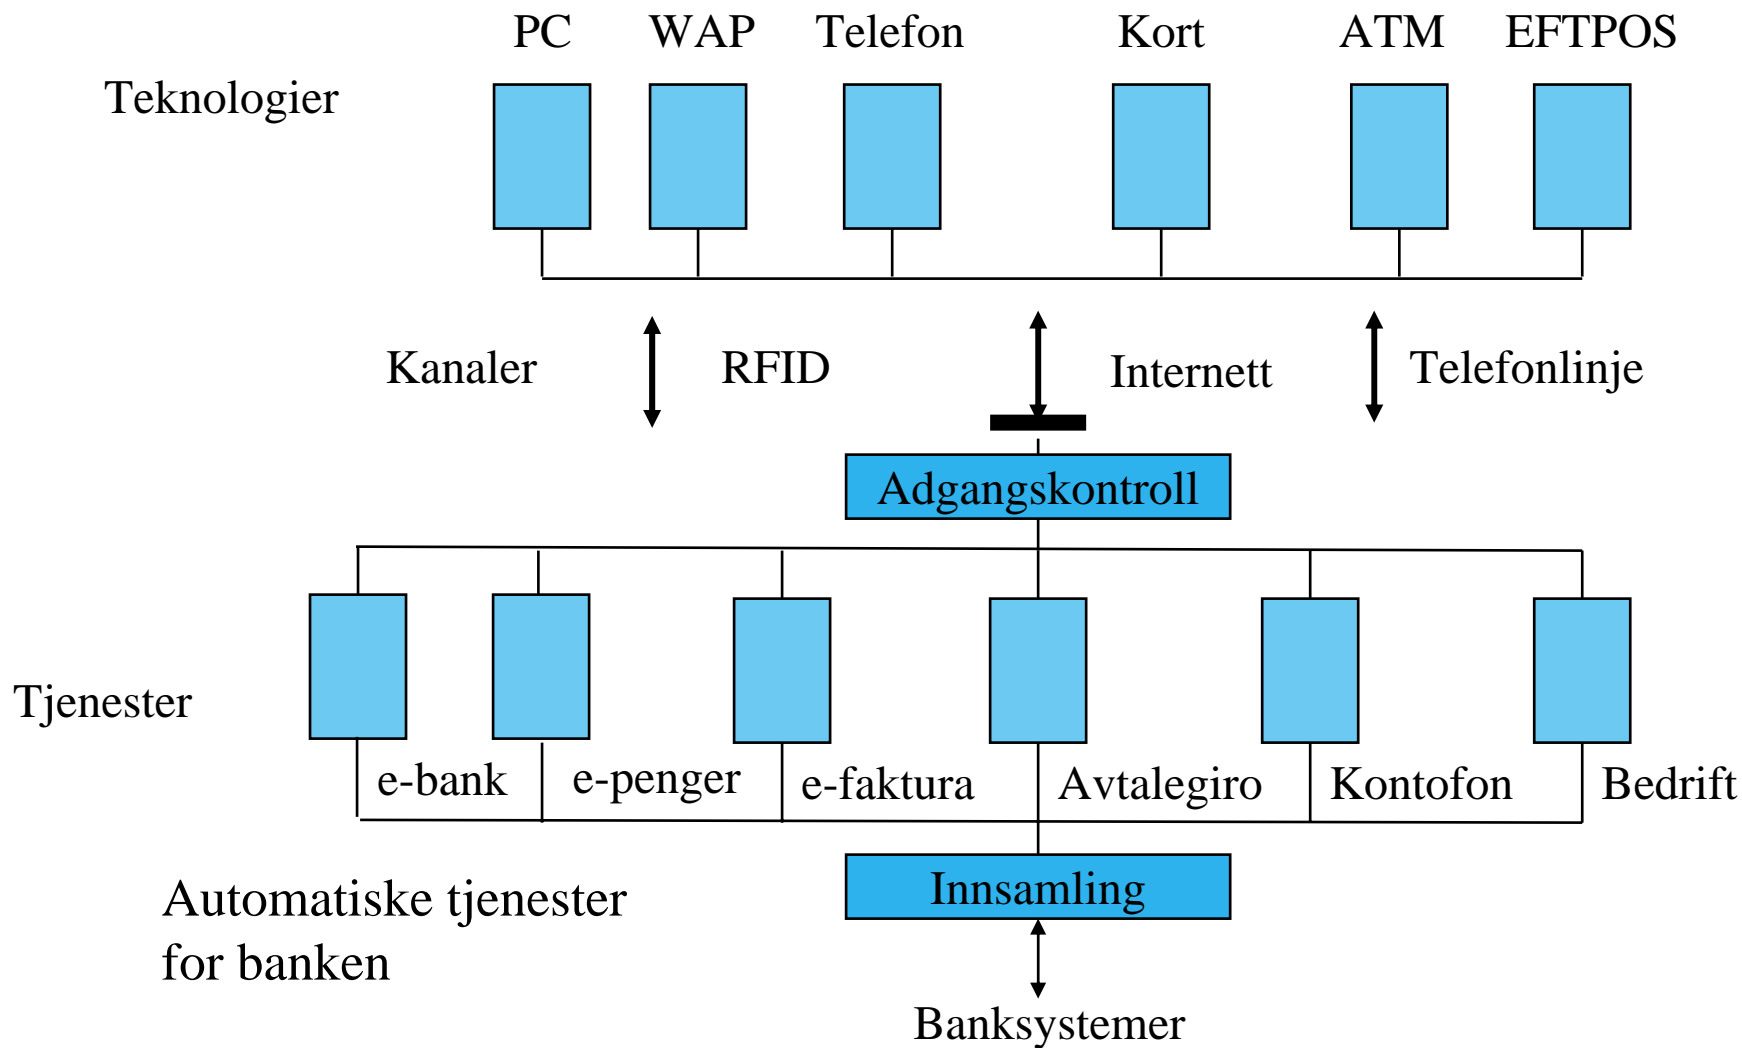 PC WAP Telefon Kort ATM EFTPOS
Teknologier
Kanaler RFID Internett Telefonlinje
Adgangskontroll
Tjenester
e-bank e-penger e-faktura Avtalegiro Kontofon Bedrift
Innsamling
Automatiske tjenester
for banken
Banksystemer